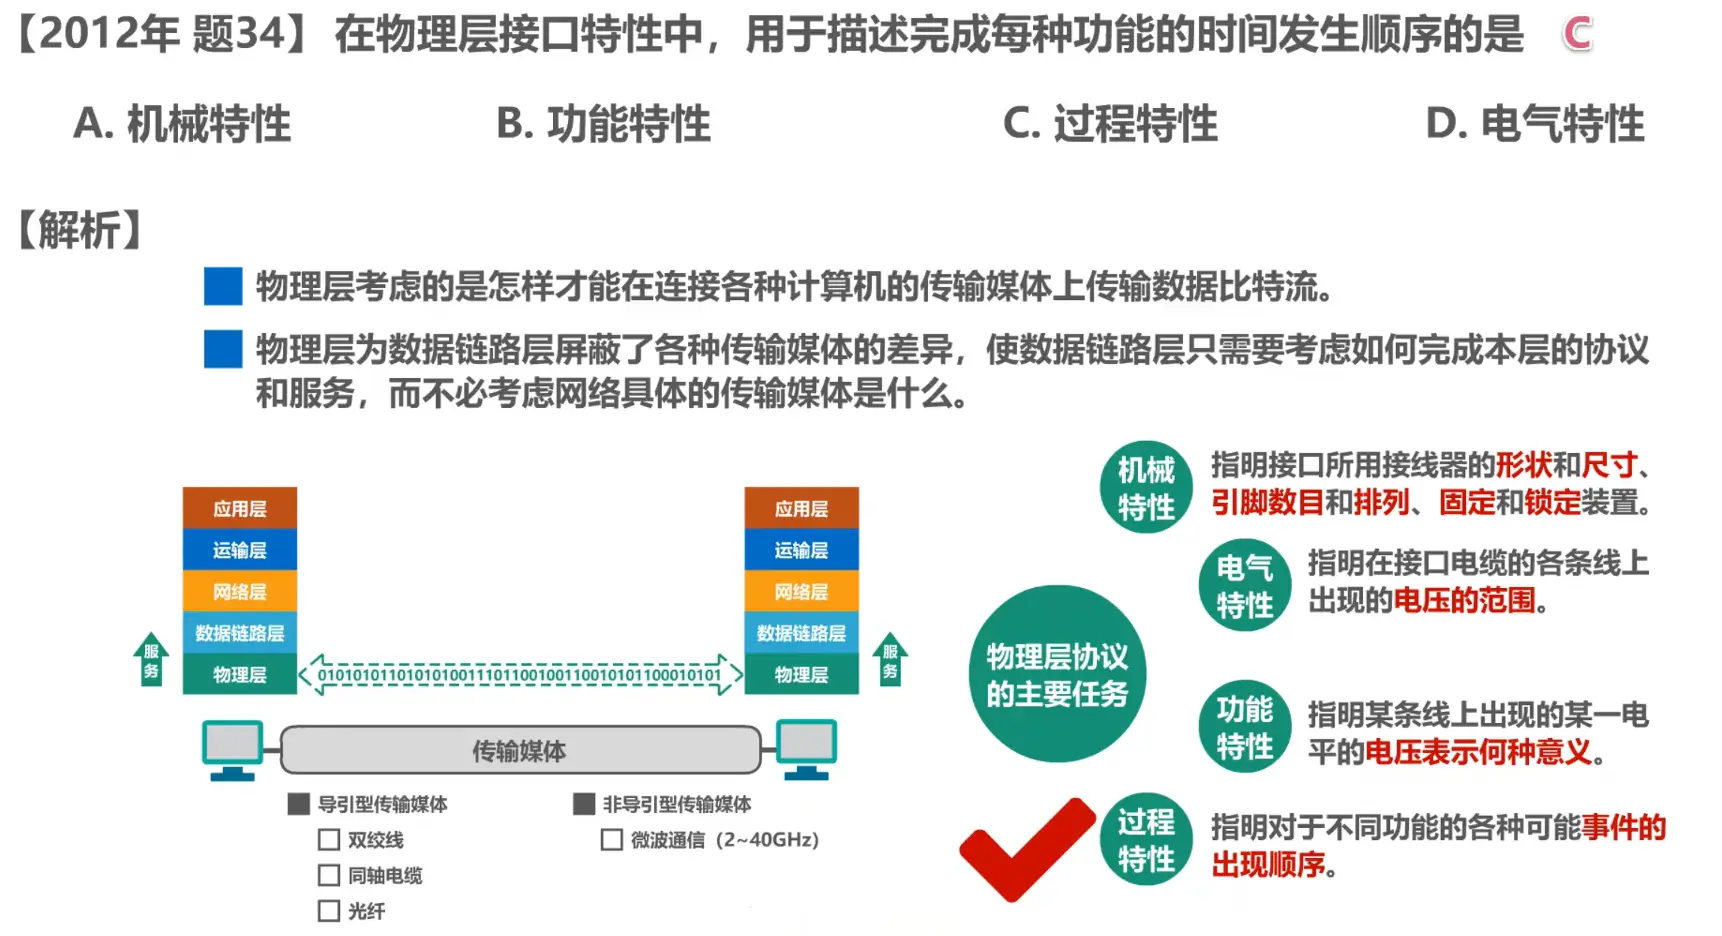 【2012年 题34】在物理层接口特性中，用于描述完成每种功能的时间发生顺序的是 C
A. 机械特性 B. 功能特性 C. 过程特性 D. 电气特性
【解析】
物理层考虑的是怎样才能在连接各种计算机的传输媒体上传输数据比特流。
物理层为数据链路层屏蔽了各种传输媒体的差异，使数据链路层只需要考虑如何完成本层的协议
和服务，而不必考虑网络具体的传输媒体是什么。
应用层
运输层
网络层
数据链路层
物理层
服务
010101011010101001110110010011001010110001010​1
应用层
运输层
网络层
数据链路层
物理层
服务
传输媒体
导引型传输媒体
双绞线
同轴电缆
光纤
非导引型传输媒体
微波通信（2~40GHz）
物理层协议
的主要任务
机械
特性
指明接口所用接线器的形状和尺寸、
引脚数目和排列、固定和锁定装置。
电气
特性
指明在接口电缆的各条线上
出现的电压的范围。
功能
特性
指明某条线上出现的某一电
平的电压表示何种意义。
过程
特性
指明对于不同功能的各种可能事件的
出现顺序。